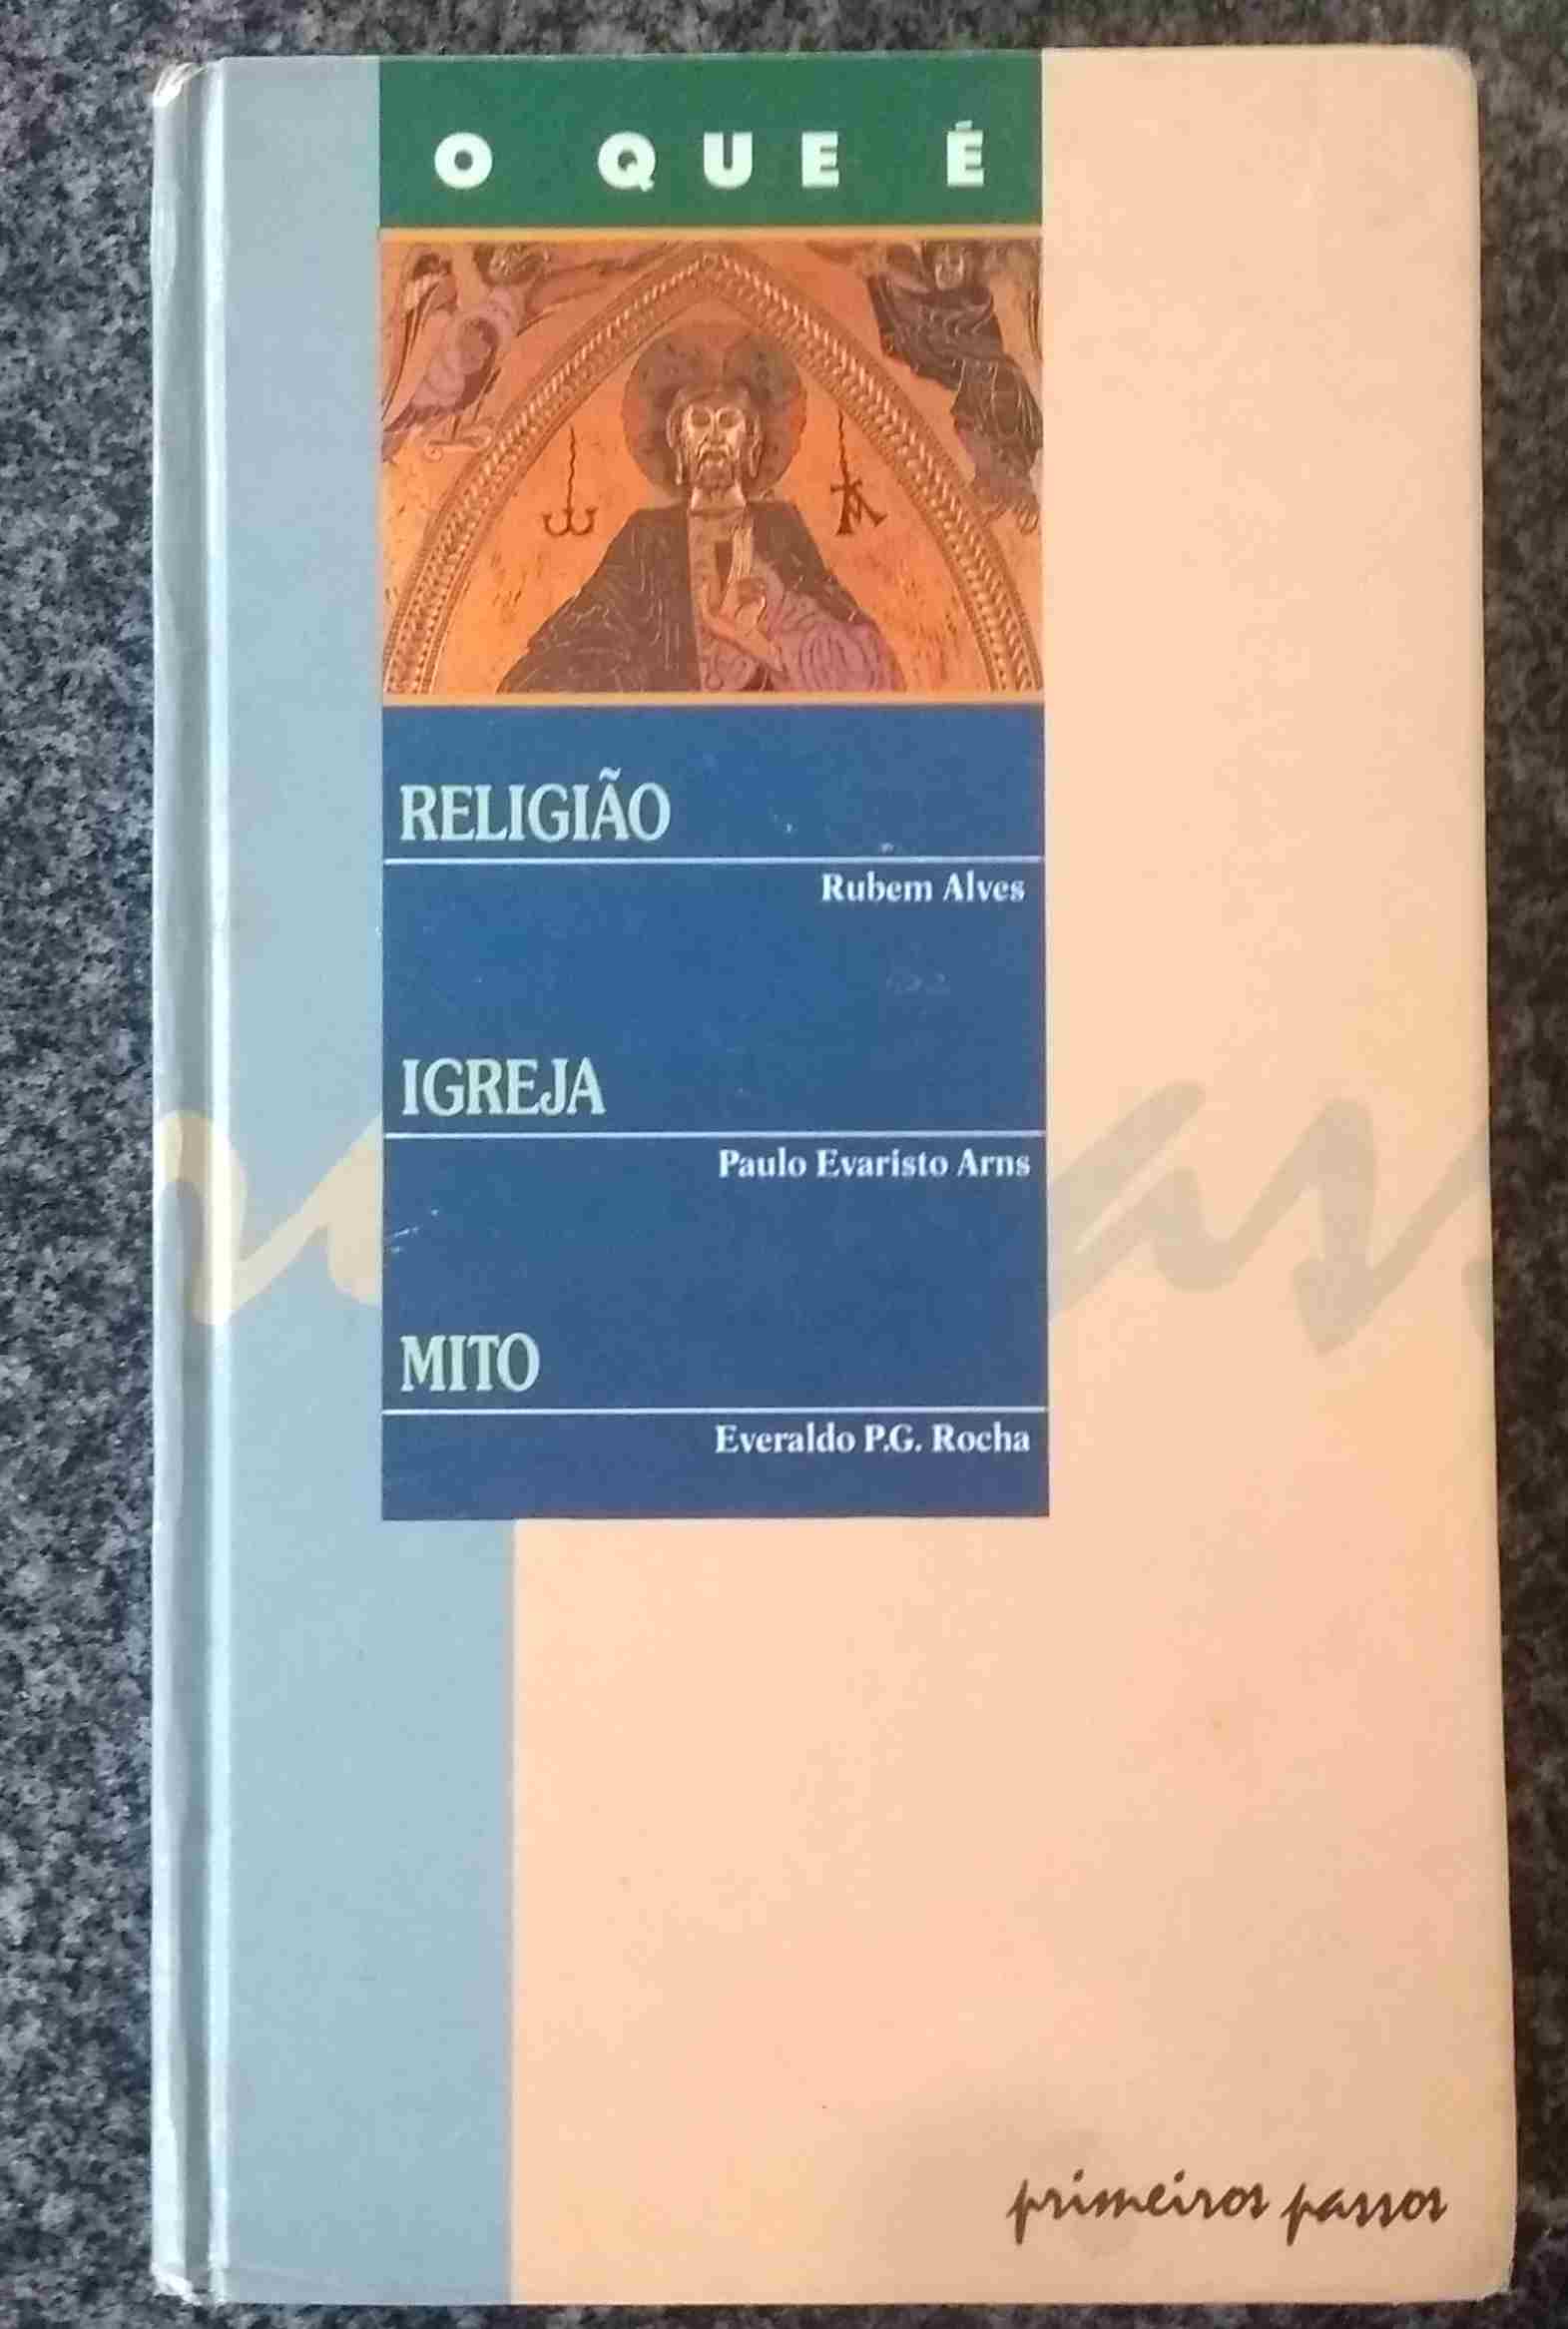 O QUE É
ω A
RELIGIÃO
Rubem Alves
IGREJA
Paulo Evaristo Arns
MITO
Everaldo P.G. Rocha
primeiros passos